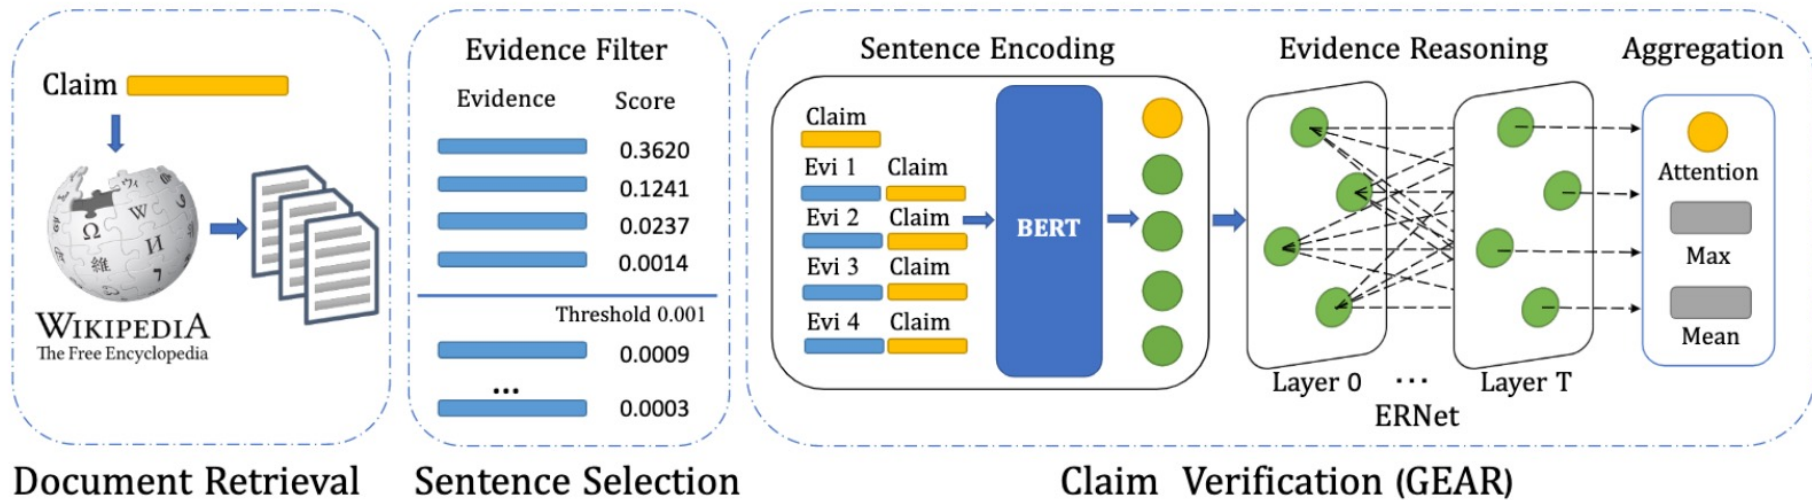 Claim
W
Ω
И
維
7
WIKIPEDIA
The Free Encyclopedia
Document Retrieval
Evidence Filter
Evidence Score
0.3620
0.1241
0.0237
0.0014
Threshold 0.001
0.0009
...
0.0003
Sentence Selection
Sentence Encoding
Claim
Evi 1 Claim
Evi 2 Claim
Evi 3 Claim
Evi 4 Claim
BERT
Evidence Reasoning
Layer 0 ... Layer T
ERNet
Aggregation
Attention
Max
Mean
Claim Verification (GEAR)